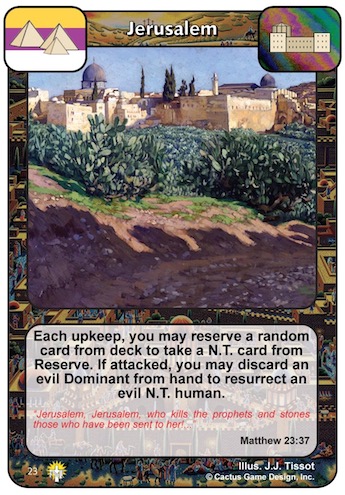 Jerusalem
Each upkeep, you may reserve a random
card from deck to take a N.T. card from
Reserve. If attacked, you may discard an
evil Dominant from hand to resurrect an
evil N.T. human.
"Jerusalem, Jerusalem, who kills the prophets and stones
those who have been sent to her!...
Matthew 23:37
23
Illus. J.J. Tissot
© Cactus Game Design, Inc.